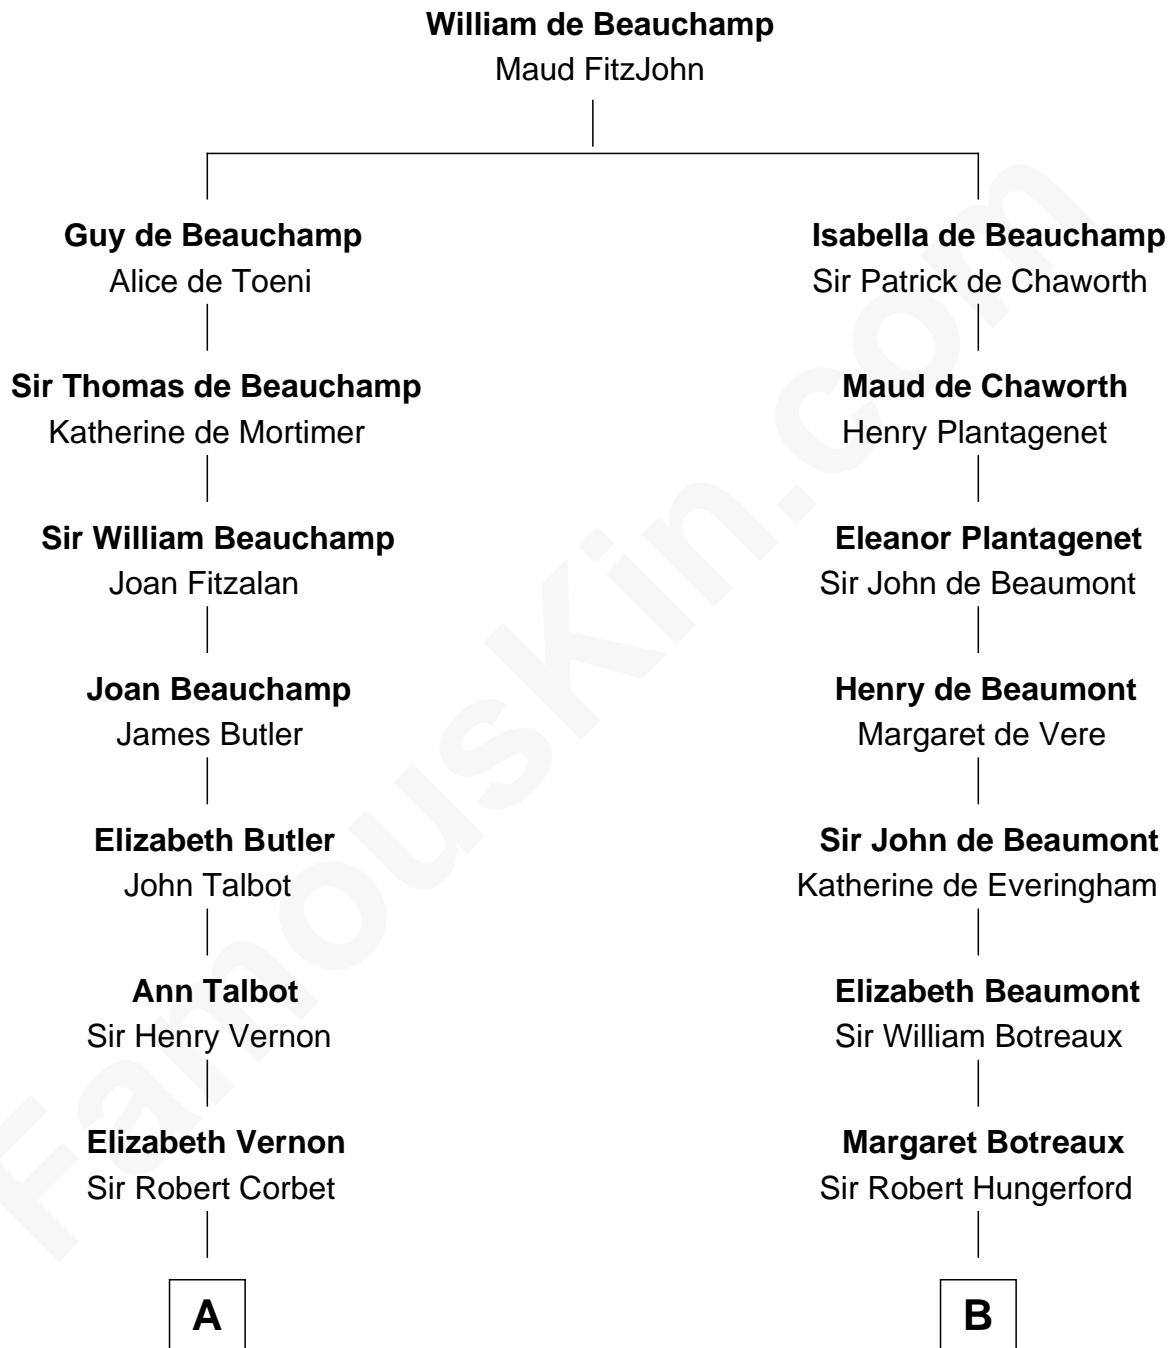 William de Beauchamp
Maud FitzJohn
Guy de Beauchamp
Alice de Toeni
Sir Thomas de Beauchamp
Katherine de Mortimer
Sir William Beauchamp
Joan Fitzalan
Joan Beauchamp
James Butler
Elizabeth Butler
John Talbot
Ann Talbot
Sir Henry Vernon
Elizabeth Vernon
Sir Robert Corbet
A
Isabella de Beauchamp
Sir Patrick de Chaworth
Maud de Chaworth
Henry Plantagenet
Eleanor Plantagenet
Sir John de Beaumont
Henry de Beaumont
Margaret de Vere
Sir John de Beaumont
Katherine de Everingham
Elizabeth Beaumont
Sir William Botreaux
Margaret Botreaux
Sir Robert Hungerford
B
FamousKin.com